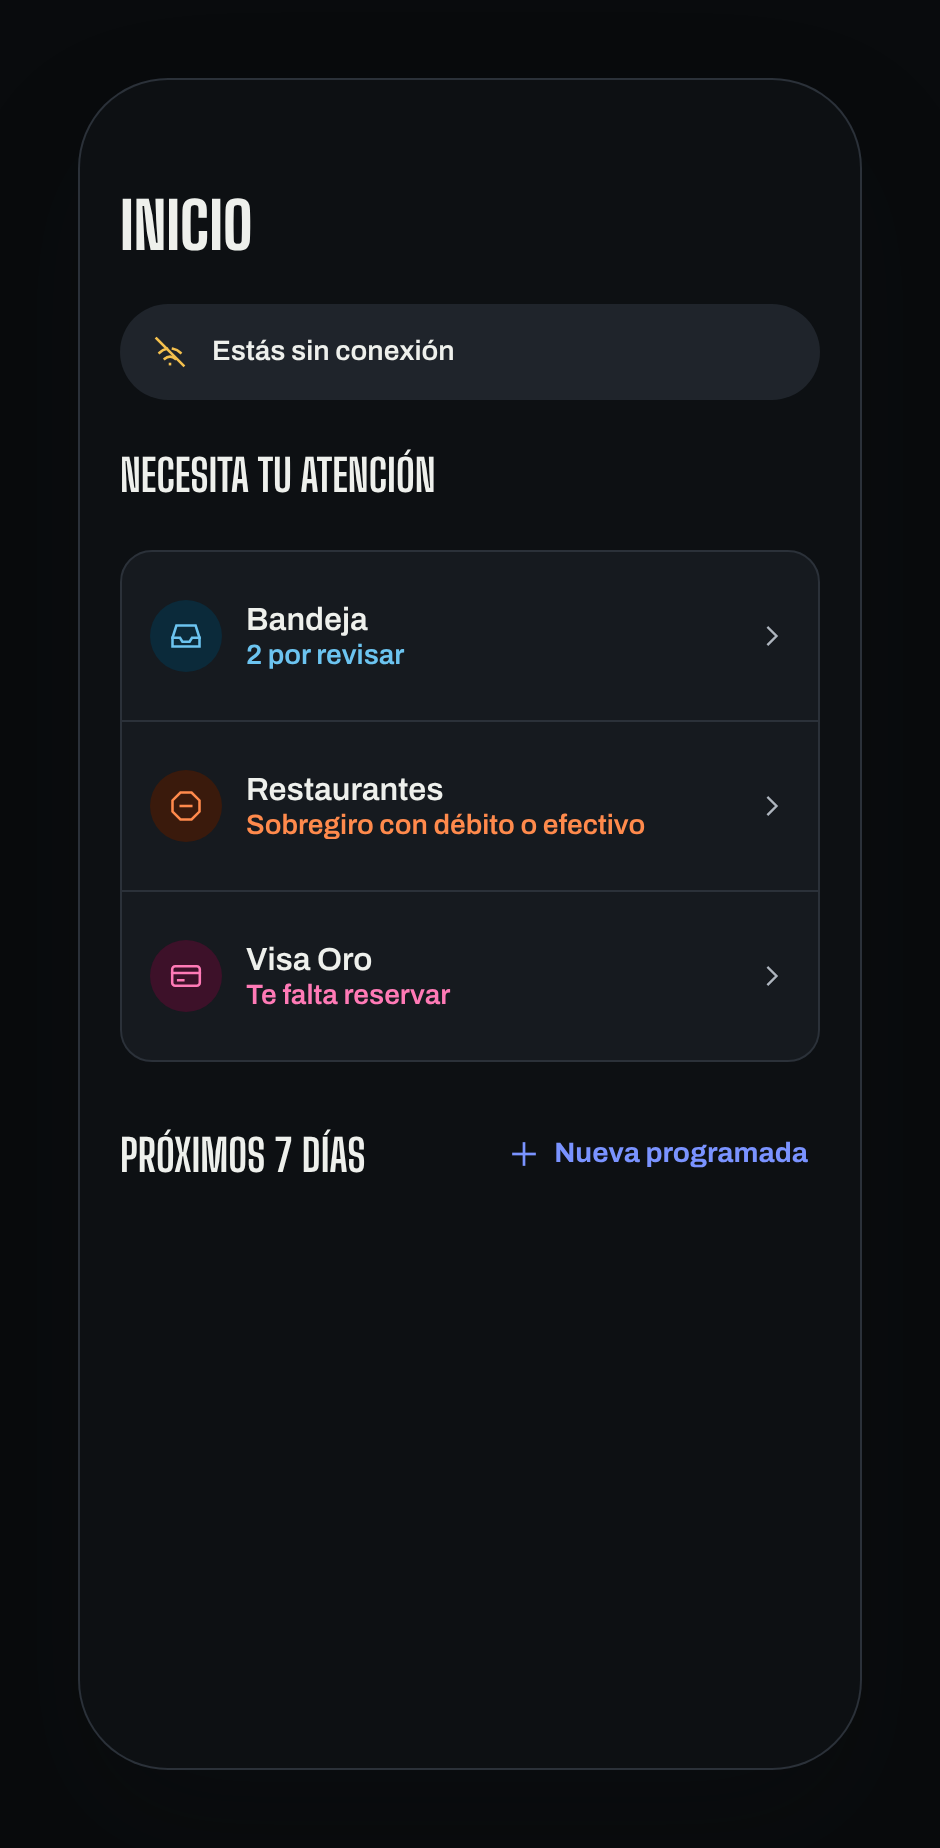 INICIO
Estás sin conexión
NECESITA TU ATENCIÓN
Bandeja
2 por revisar
Restaurantes
Sobregiro con débito o efectivo
Visa Oro
Te falta reservar
PRÓXIMOS 7 DÍAS
Nueva programada